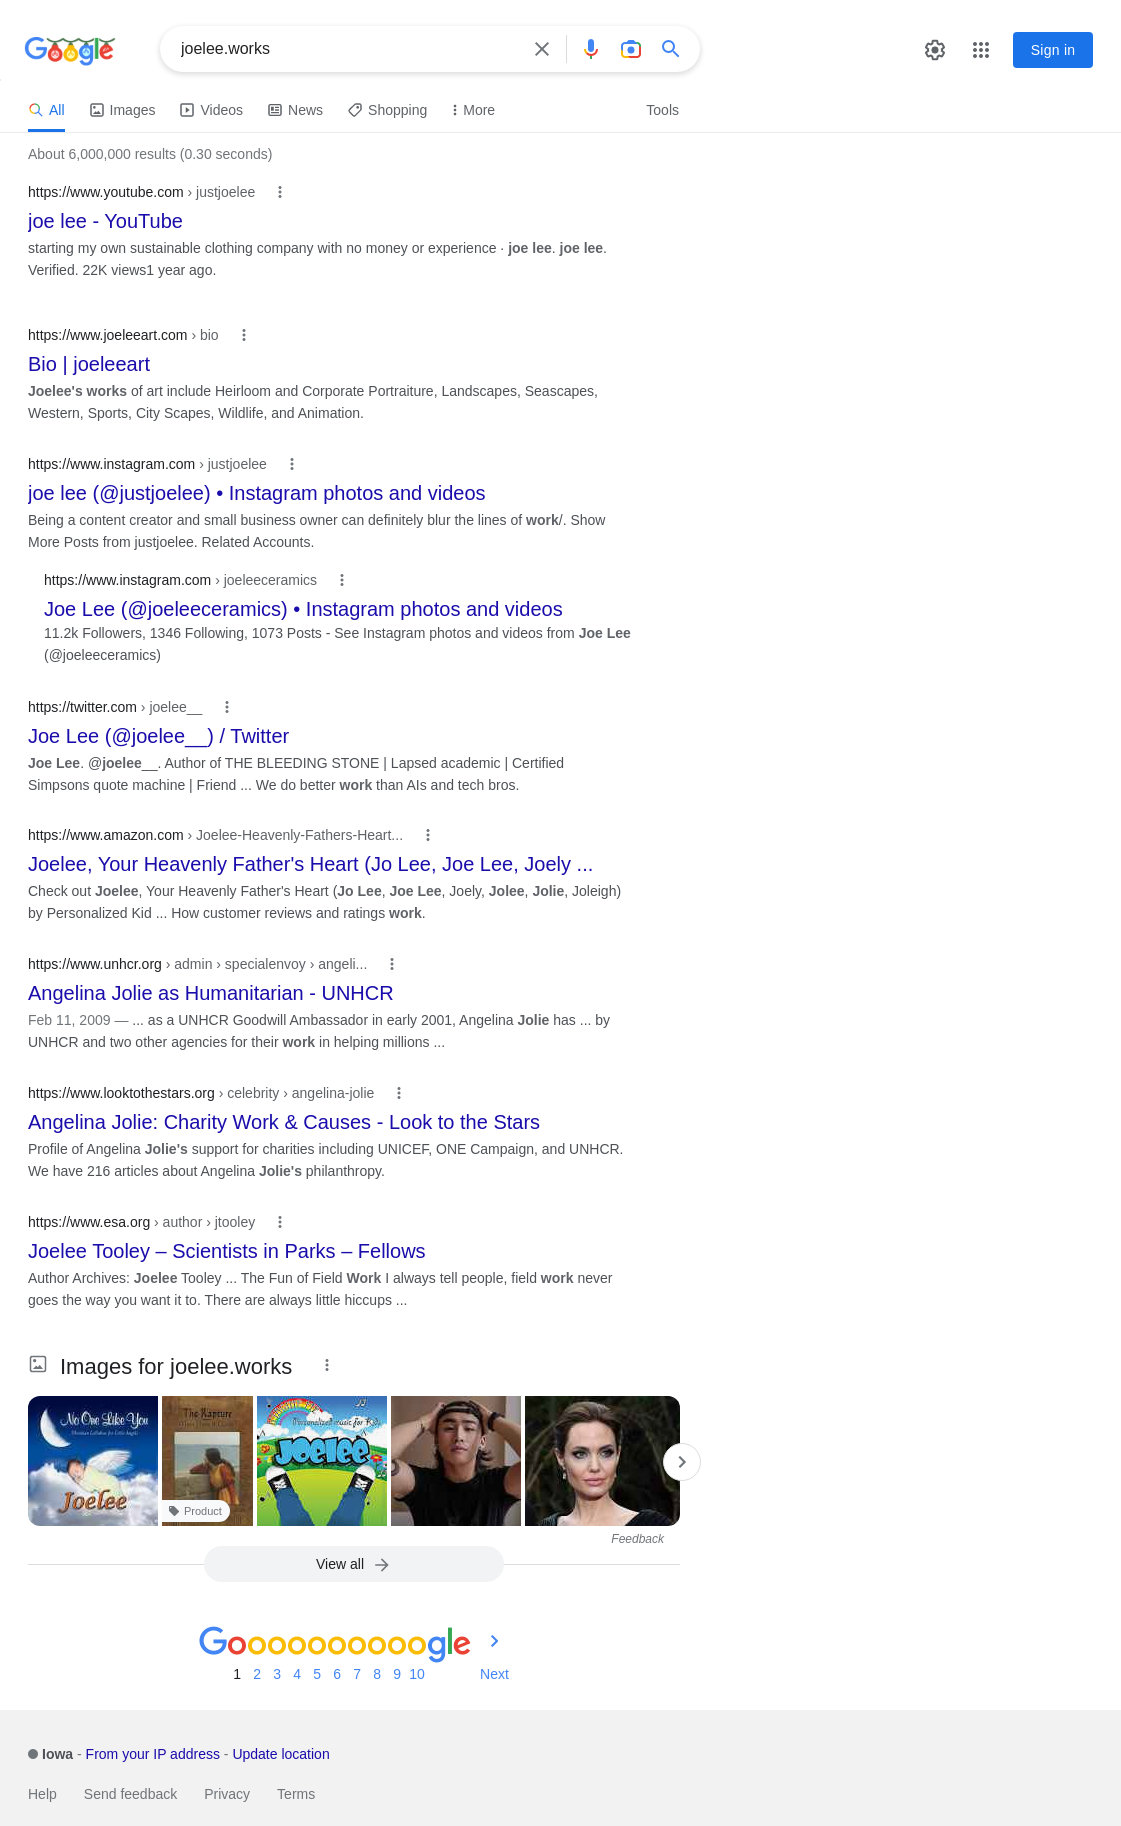 Google
joelee.works
Sign in
All Images Videos News Shopping More Tools
About 6,000,000 results (0.30 seconds)
https://www.youtube.com › justjoelee
joe lee - YouTube
starting my own sustainable clothing company with no money or experience · joe lee. joe lee.
Verified. 22K views1 year ago.
https://www.joeleeart.com › bio
Bio | joeleeart
Joelee's works of art include Heirloom and Corporate Portraiture, Landscapes, Seascapes,
Western, Sports, City Scapes, Wildlife, and Animation.
https://www.instagram.com › justjoelee
joe lee (@justjoelee) • Instagram photos and videos
Being a content creator and small business owner can definitely blur the lines of work/. Show
More Posts from justjoelee. Related Accounts.
https://www.instagram.com › joeleeceramics
Joe Lee (@joeleeceramics) • Instagram photos and videos
11.2k Followers, 1346 Following, 1073 Posts - See Instagram photos and videos from Joe Lee
(@joeleeceramics)
https://twitter.com › joelee__
Joe Lee (@joelee__) / Twitter
Joe Lee. @joelee__. Author of THE BLEEDING STONE | Lapsed academic | Certified
Simpsons quote machine | Friend ... We do better work than AIs and tech bros.
https://www.amazon.com › Joelee-Heavenly-Fathers-Heart...
Joelee, Your Heavenly Father's Heart (Jo Lee, Joe Lee, Joely ...
Check out Joelee, Your Heavenly Father's Heart (Jo Lee, Joe Lee, Joely, Jolee, Jolie, Joleigh)
by Personalized Kid ... How customer reviews and ratings work.
https://www.unhcr.org › admin › specialenvoy › angeli...
Angelina Jolie as Humanitarian - UNHCR
Feb 11, 2009 — ... as a UNHCR Goodwill Ambassador in early 2001, Angelina Jolie has ... by
UNHCR and two other agencies for their work in helping millions ...
https://www.looktothestars.org › celebrity › angelina-jolie
Angelina Jolie: Charity Work & Causes - Look to the Stars
Profile of Angelina Jolie's support for charities including UNICEF, ONE Campaign, and UNHCR.
We have 216 articles about Angelina Jolie's philanthropy.
https://www.esa.org › author › jtooley
Joelee Tooley – Scientists in Parks – Fellows
Author Archives: Joelee Tooley ... The Fun of Field Work I always tell people, field work never
goes the way you want it to. There are always little hiccups ...
Images for joelee.works
No One Like You
Joelee
The Rapture
Product
Personalized music for Kids
Joelee
Feedback
View all
Goooooooooogle
1 2 3 4 5 6 7 8 9 10 Next
Iowa - From your IP address - Update location
Help Send feedback Privacy Terms